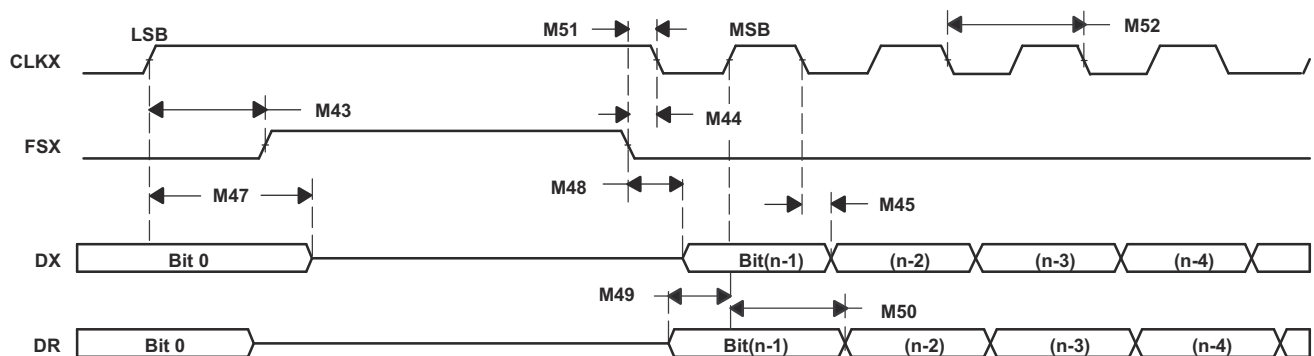 LSB M51 MSB M52
CLKX
M43 M44
FSX
M47 M48 M45
DX Bit 0 Bit(n-1) (n-2) (n-3) (n-4)
M49 M50
DR Bit 0 Bit(n-1) (n-2) (n-3) (n-4)